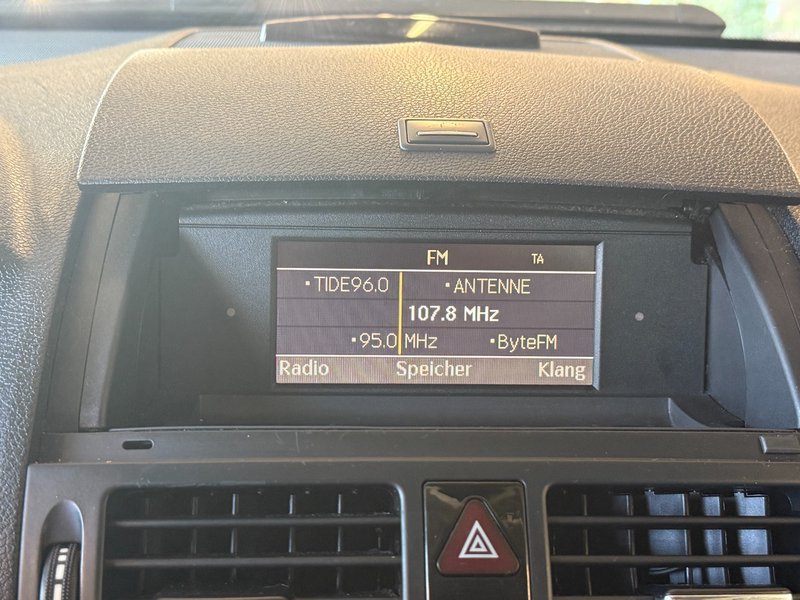 FM TA
•TIDE96.0 •ANTENNE
107.8 MHz
•95.0 MHz •ByteFM
Radio Speicher Klang